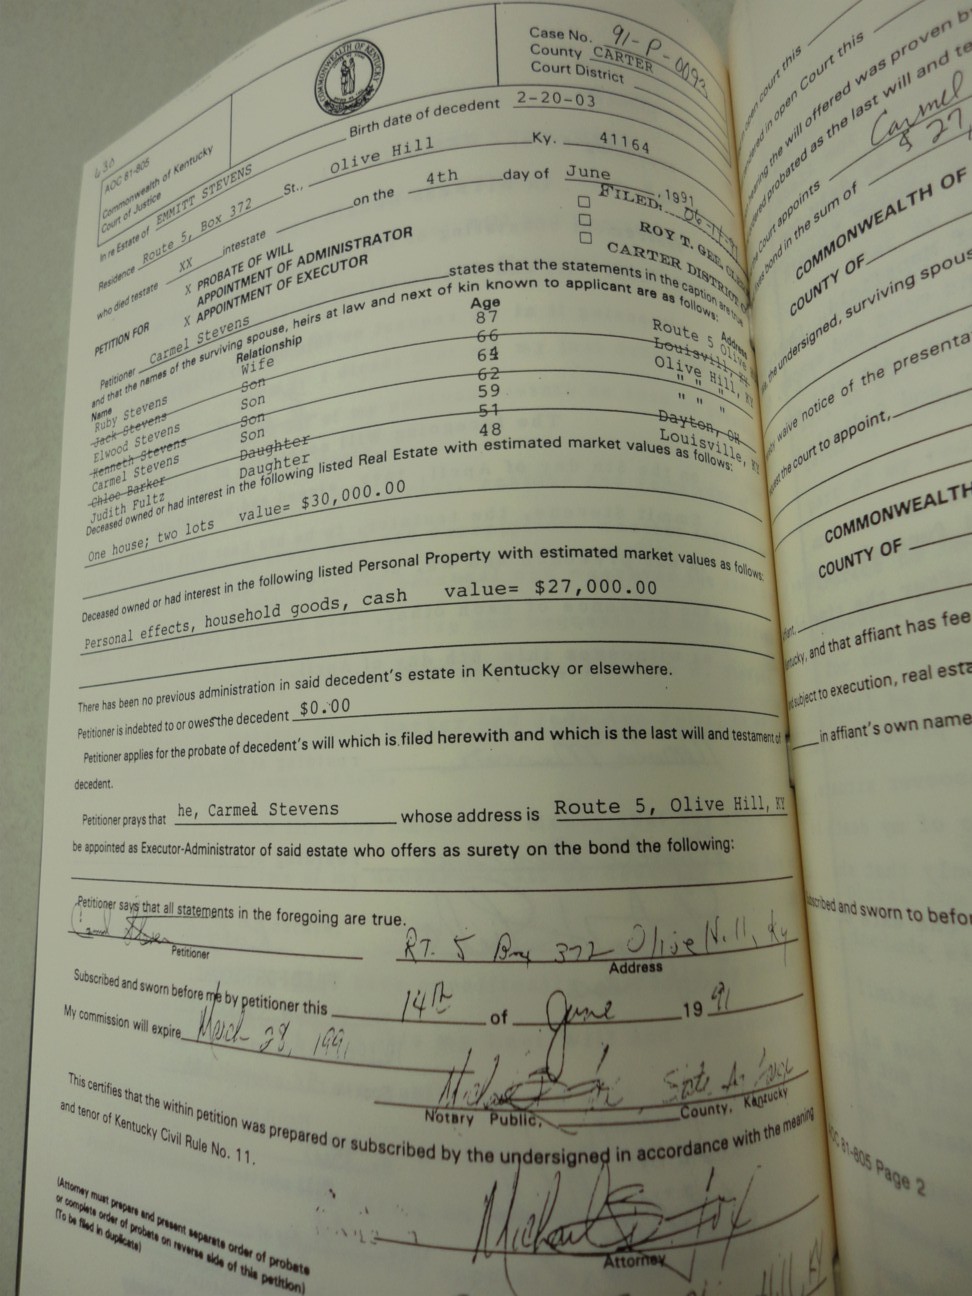 630
AOC 81-805
Commonwealth of Kentucky
Court of Justice
COMMONWEALTH OF KENTUCKY
Case No. 91-P-0092
County CARTER
Court District
Birth date of decedent 2-20-03
In re Estate of EMMITT STEVENS
Residence Route 5, Box 372 St., Olive Hill Ky. 41164
who died testate XX intestate on the 4th day of June , 1991
PETITION FOR
X PROBATE OF WILL
APPOINTMENT OF ADMINISTRATOR
X APPOINTMENT OF EXECUTOR
FILED: 06-14-91
ROY T. GEE,
CARTER DISTRICT
Petitioner Carmel Stevens states that the statements in the caption are true
and that the names of the surviving spouse, heirs at law and next of kin known to applicant are as follows:
Name Relationship Age Address
Ruby Stevens Wife 87 Route 5 Olive
Jack Stevens Son 66 Louisvill,
Elwood Stevens Son 64 Olive Hill, KY
Kenneth Stevens Son 62 " " "
Carmel Stevens Son 59 " " "
Chloe Barker Daughter 51 Dayton, OR
Judith Fultz Daughter 48 Louisville, KY
Deceased owned or had interest in the following listed Real Estate with estimated market values as follows:
One house; two lots value= $30,000.00
Deceased owned or had interest in the following listed Personal Property with estimated market values as follows:
Personal effects, household goods, cash value= $27,000.00
There has been no previous administration in said decedent's estate in Kentucky or elsewhere.
Petitioner is indebted to or owes the decedent $0.00
Petitioner applies for the probate of decedent's will which is filed herewith and which is the last will and testament of
decedent.
Petitioner prays that he, Carmel Stevens whose address is Route 5, Olive Hill, KY
be appointed as Executor-Administrator of said estate who offers as surety on the bond the following:
Petitioner says that all statements in the foregoing are true.
RT. 5 Box 372 Olive Hill, Ky
Petitioner Address
Subscribed and sworn before me by petitioner this 14th of June 19 91
My commission will expire March 28, 199
Notary Public, County, Kentucky
This certifies that the within petition was prepared or subscribed by the undersigned in accordance with the meaning
and tenor of Kentucky Civil Rule No. 11.
Michael Fox
Attorney
(Attorney must prepare and present separate order of probate
or complete order of probate on reverse side of this petition)
(To be filed in duplicate)
Hill, KY
open court this
in open Court this
the will offered was proven
probated as the last will and
Carmel
Court appoints
bond in the sum of $ 27,
COMMONWEALTH OF
COUNTY OF
the undersigned, surviving
waive notice of the
the court to appoint,
COMMONWEALTH
COUNTY OF
and that affiant has
subject to execution, real
in affiant's own name
and sworn to
81-805 Page 2